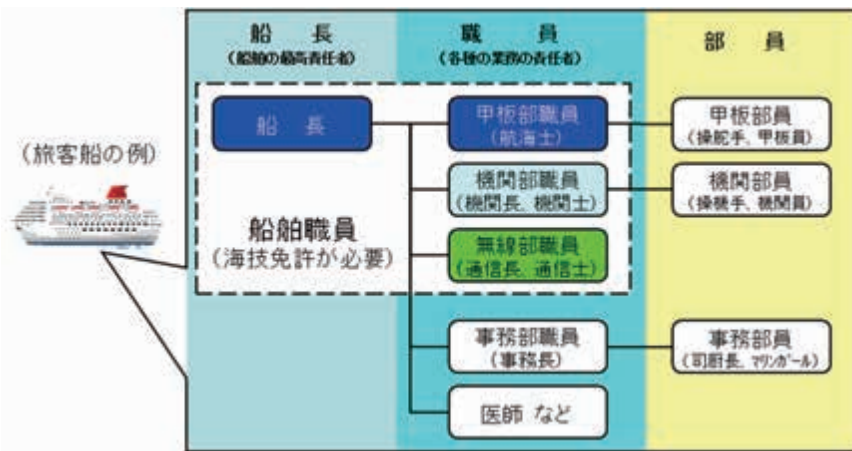 船長
(船舶の最高責任者)
職員
(各種の業務の責任者)
部員
(旅客船の例)
船長
甲板部職員
(航海士)
甲板部員
(操舵手、甲板員)
機関部職員
(機関長、機関士)
機関部員
(操機手、機関員)
船舶職員
(海技免許が必要)
無線部職員
(通信長、通信士)
事務部職員
(事務長)
事務部員
(司厨長、マリンガール)
医師 など